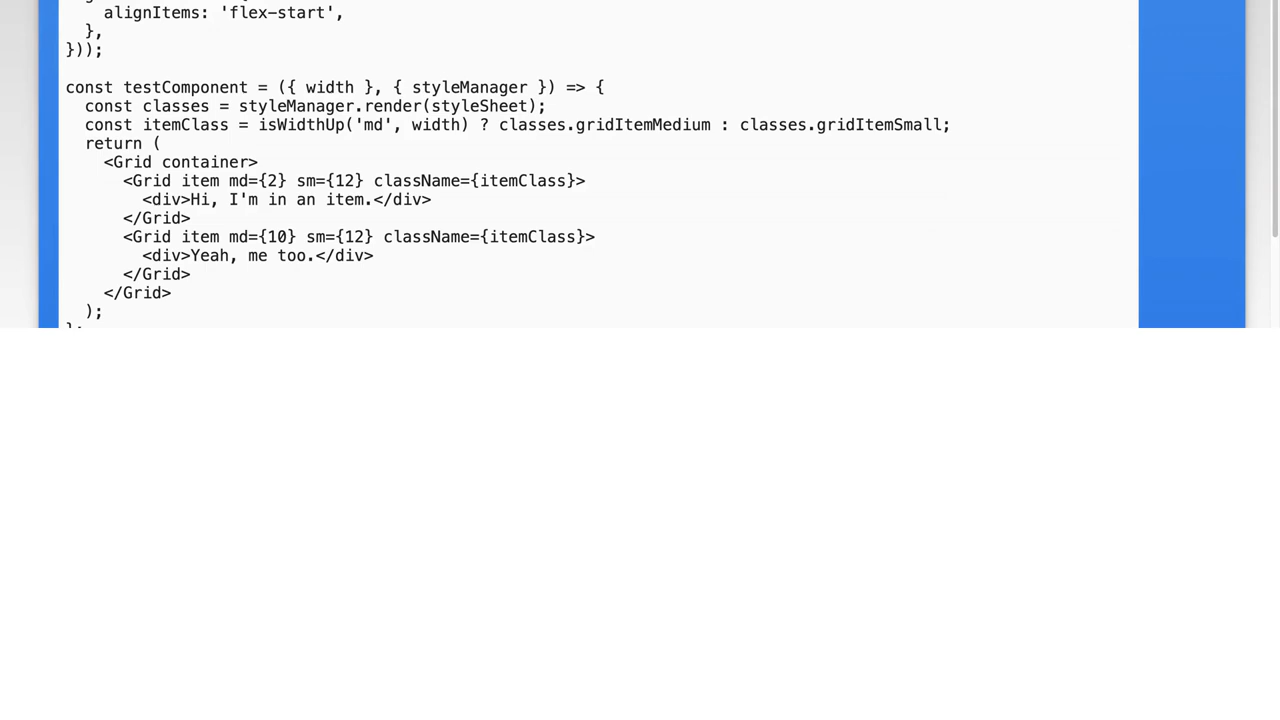 alignItems: 'flex-start',
},
}));
const testComponent = ({ width }, { styleManager }) => {
const classes = styleManager.render(styleSheet);
const itemClass = isWidthUp('md', width) ? classes.gridItemMedium : classes.gridItemSmall;
return (
<Grid container>
<Grid item md={2} sm={12} className={itemClass}>
<div>Hi, I'm in an item.</div>
</Grid>
<Grid item md={10} sm={12} className={itemClass}>
<div>Yeah, me too.</div>
</Grid>
</Grid>
);